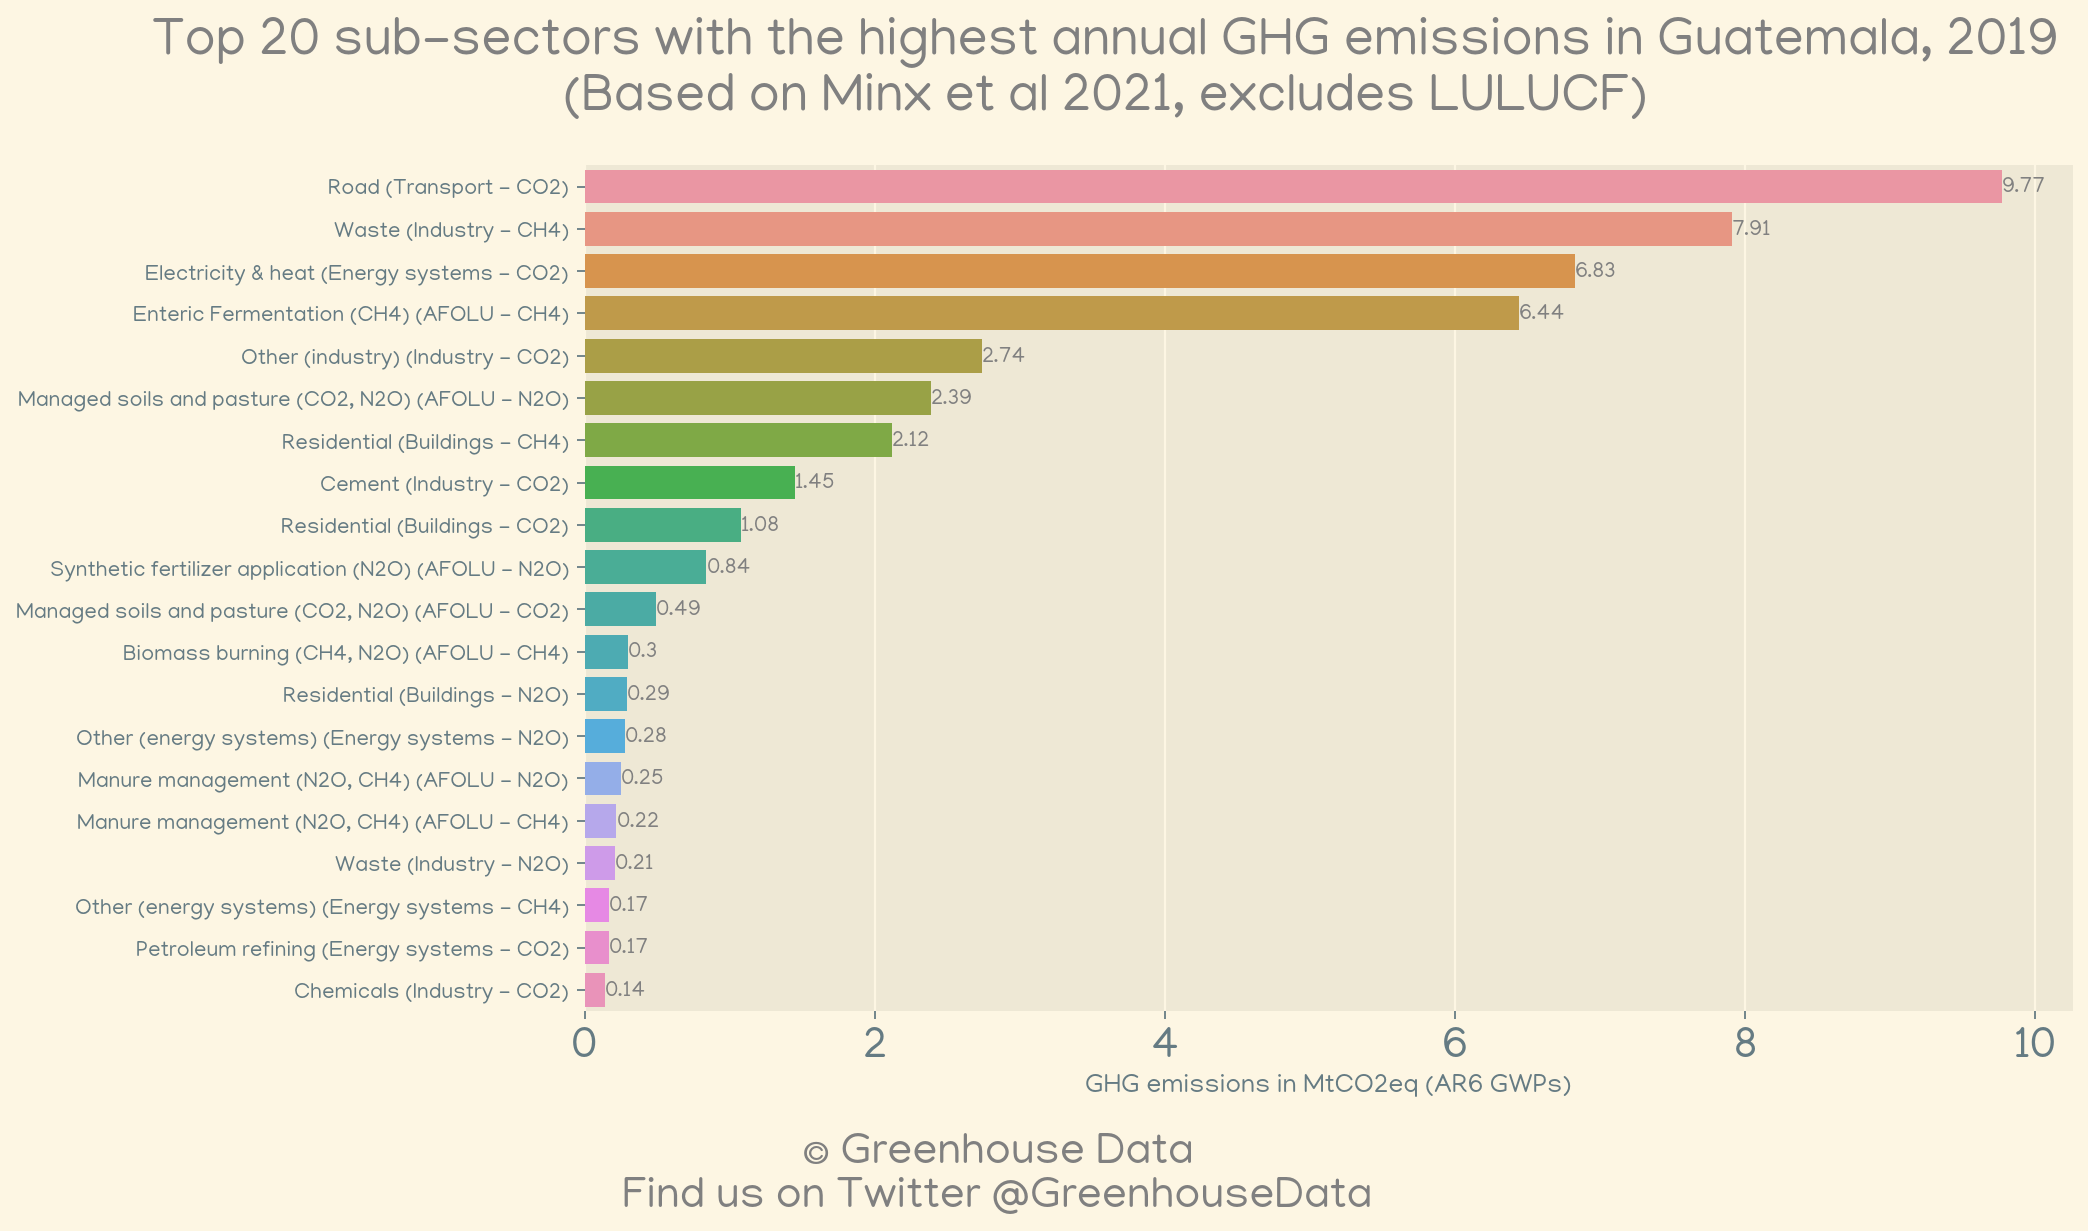 Top 20 sub-sectors with the highest annual GHG emissions in Guatemala, 2019
(Based on Minx et al 2021, excludes LULUCF)
Road (Transport - CO2) 9.77
Waste (Industry - CH4) 7.91
Electricity & heat (Energy systems - CO2) 6.83
Enteric Fermentation (CH4) (AFOLU - CH4) 6.44
Other (industry) (Industry - CO2) 2.74
Managed soils and pasture (CO2, N2O) (AFOLU - N2O) 2.39
Residential (Buildings - CH4) 2.12
Cement (Industry - CO2) 1.45
Residential (Buildings - CO2) 1.08
Synthetic fertilizer application (N2O) (AFOLU - N2O) 0.84
Managed soils and pasture (CO2, N2O) (AFOLU - CO2) 0.49
Biomass burning (CH4, N2O) (AFOLU - CH4) 0.3
Residential (Buildings - N2O) 0.29
Other (energy systems) (Energy systems - N2O) 0.28
Manure management (N2O, CH4) (AFOLU - N2O) 0.25
Manure management (N2O, CH4) (AFOLU - CH4) 0.22
Waste (Industry - N2O) 0.21
Other (energy systems) (Energy systems - CH4) 0.17
Petroleum refining (Energy systems - CO2) 0.17
Chemicals (Industry - CO2) 0.14
0 2 4 6 8 10
GHG emissions in MtCO2eq (AR6 GWPs)
© Greenhouse Data
Find us on Twitter @GreenhouseData